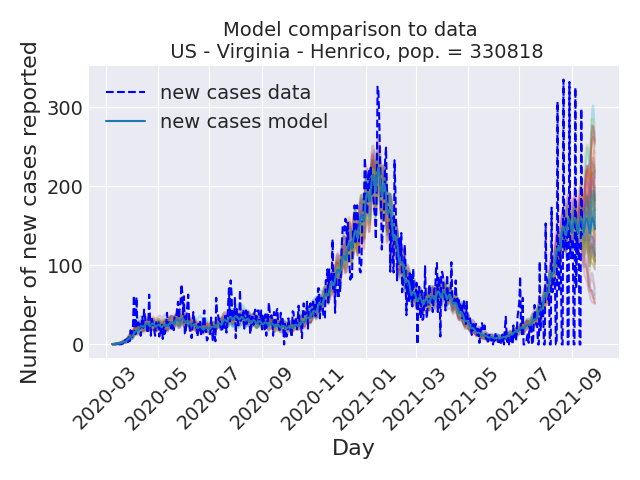 Model comparison to data
US - Virginia - Henrico, pop. = 330818
Number of new cases reported
300
200
100
0
new cases data
new cases model
2020-03
2020-05
2020-07
2020-09
2020-11
2021-01
2021-03
2021-05
2021-07
2021-09
Day